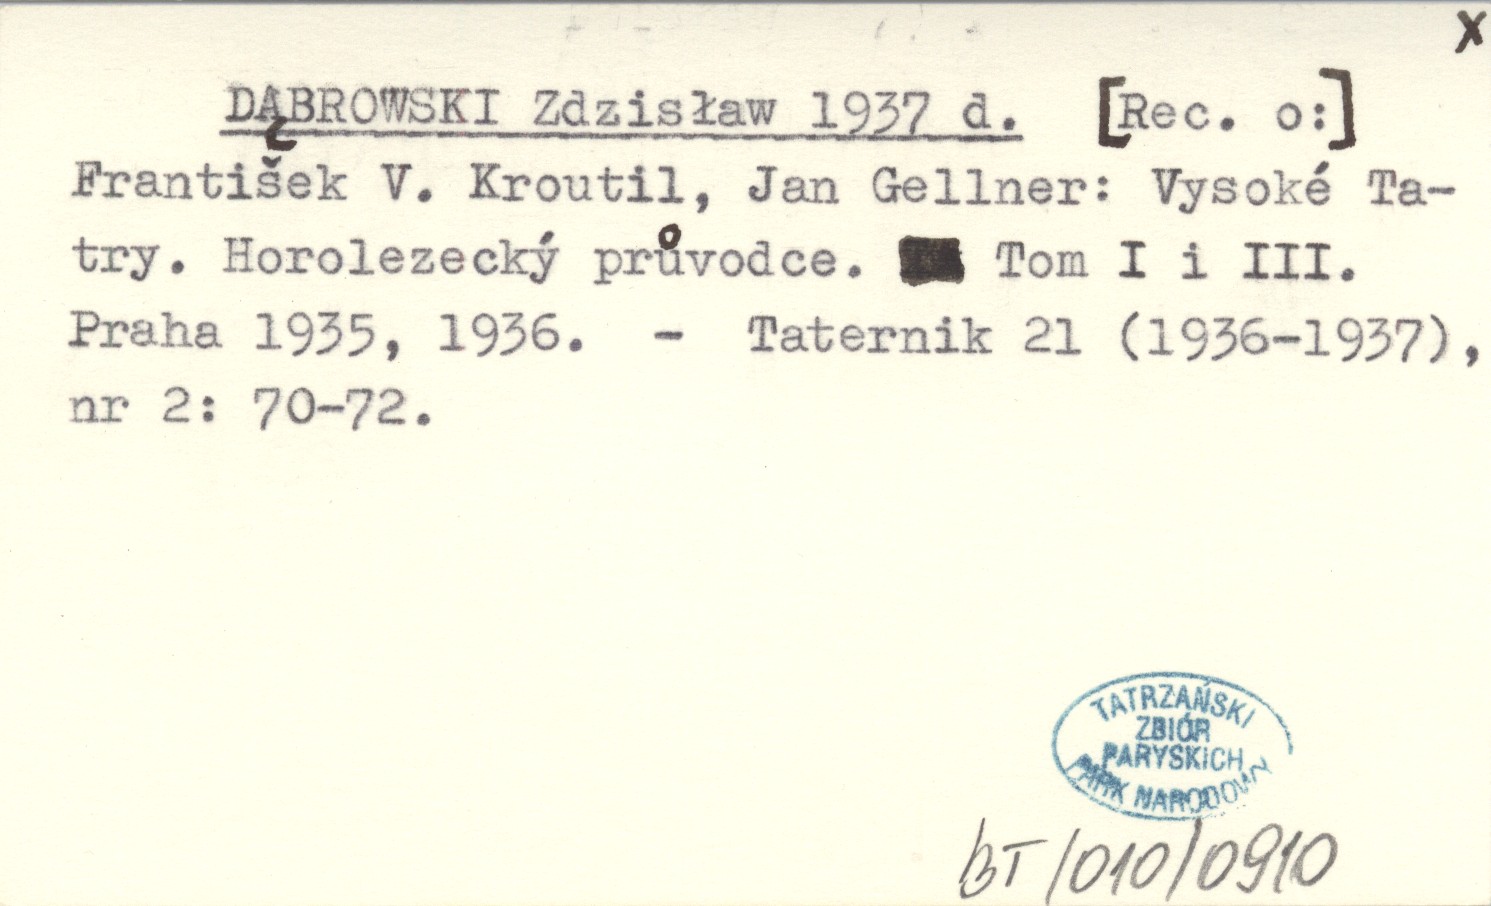 X
DĄBROWSKI Zdzisław 1937 d. [Rec. o:]
František V. Kroutil, Jan Gellner: Vysoké Ta-
try. Horolezecký průvodce. Tom I i III.
Praha 1935, 1936. - Taternik 21 (1936-1937),
nr 2: 70-72.
TATRZAŃSKI
ZBIÓR
PARYSKICH
PARK NARODOWY
BT/010/0910